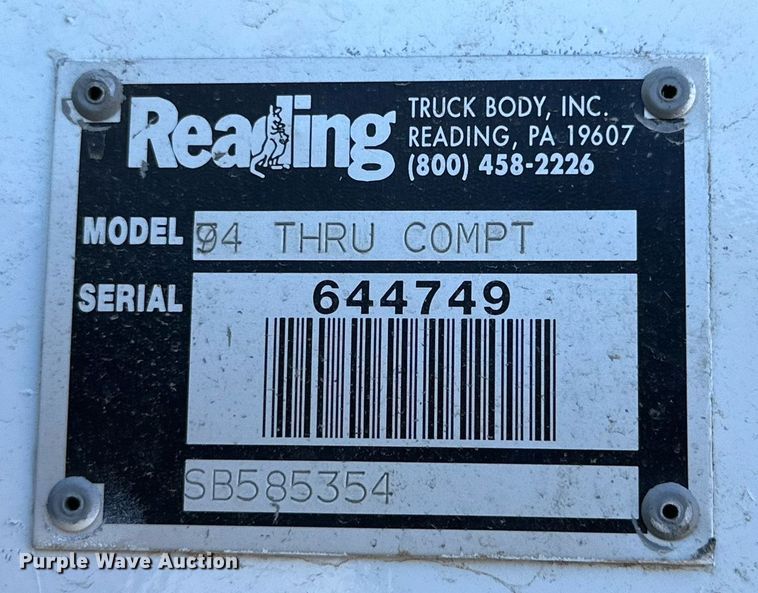 Reading
TRUCK BODY, INC.
READING, PA 19607
(800) 458-2226
MODEL 94 THRU COMPT
SERIAL 644749
SB585354
Purple Wave Auction